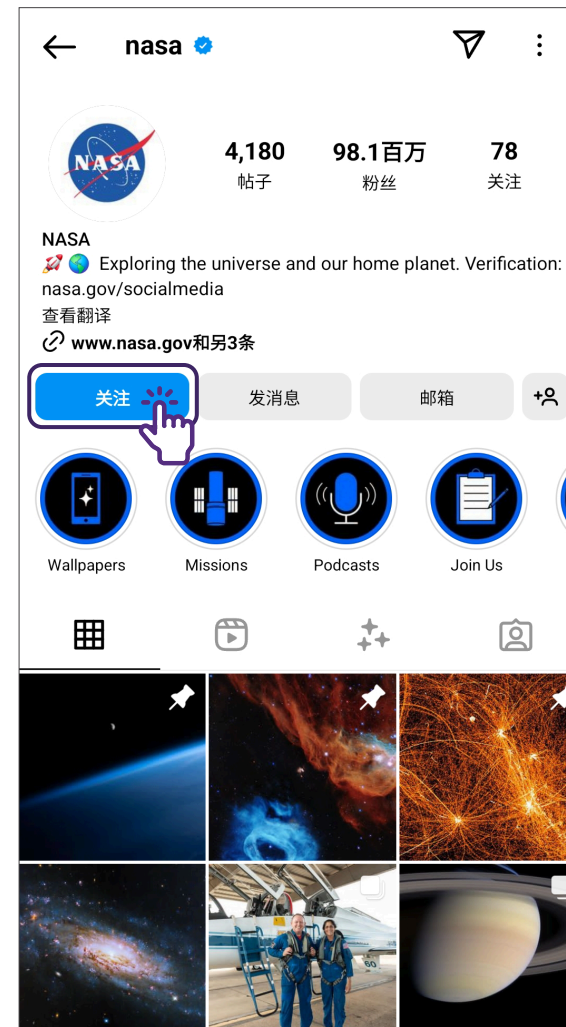 nasa
NASA
4,180
98.1百万
78
帖子
粉丝
关注
NASA
🚀 🌎 Exploring the universe and our home planet. Verification:
nasa.gov/socialmedia
查看翻译
www.nasa.gov和另3条
关注
发消息
邮箱
Wallpapers
Missions
Podcasts
Join Us
60